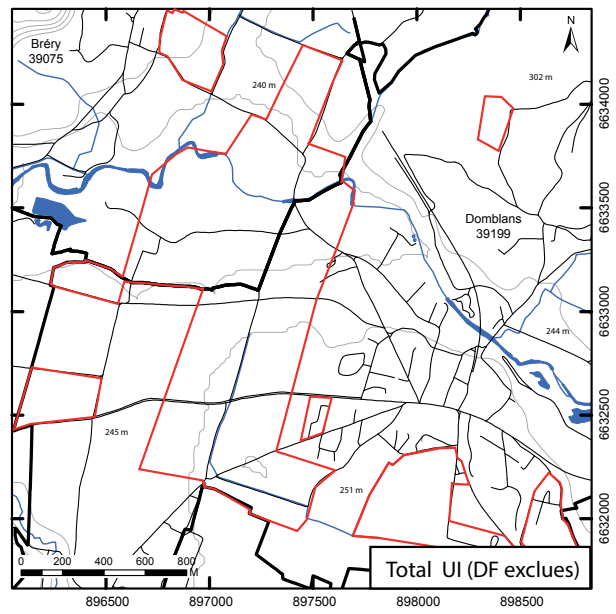 N
Bréry
39075
240 m
302 m
6634000
6633500
Domblans
39199
6633000
244 m
6632500
245 m
251 m
6632000
0 200 400 800
M
Total UI (DF exclues)
896500 897000 897500 898000 898500